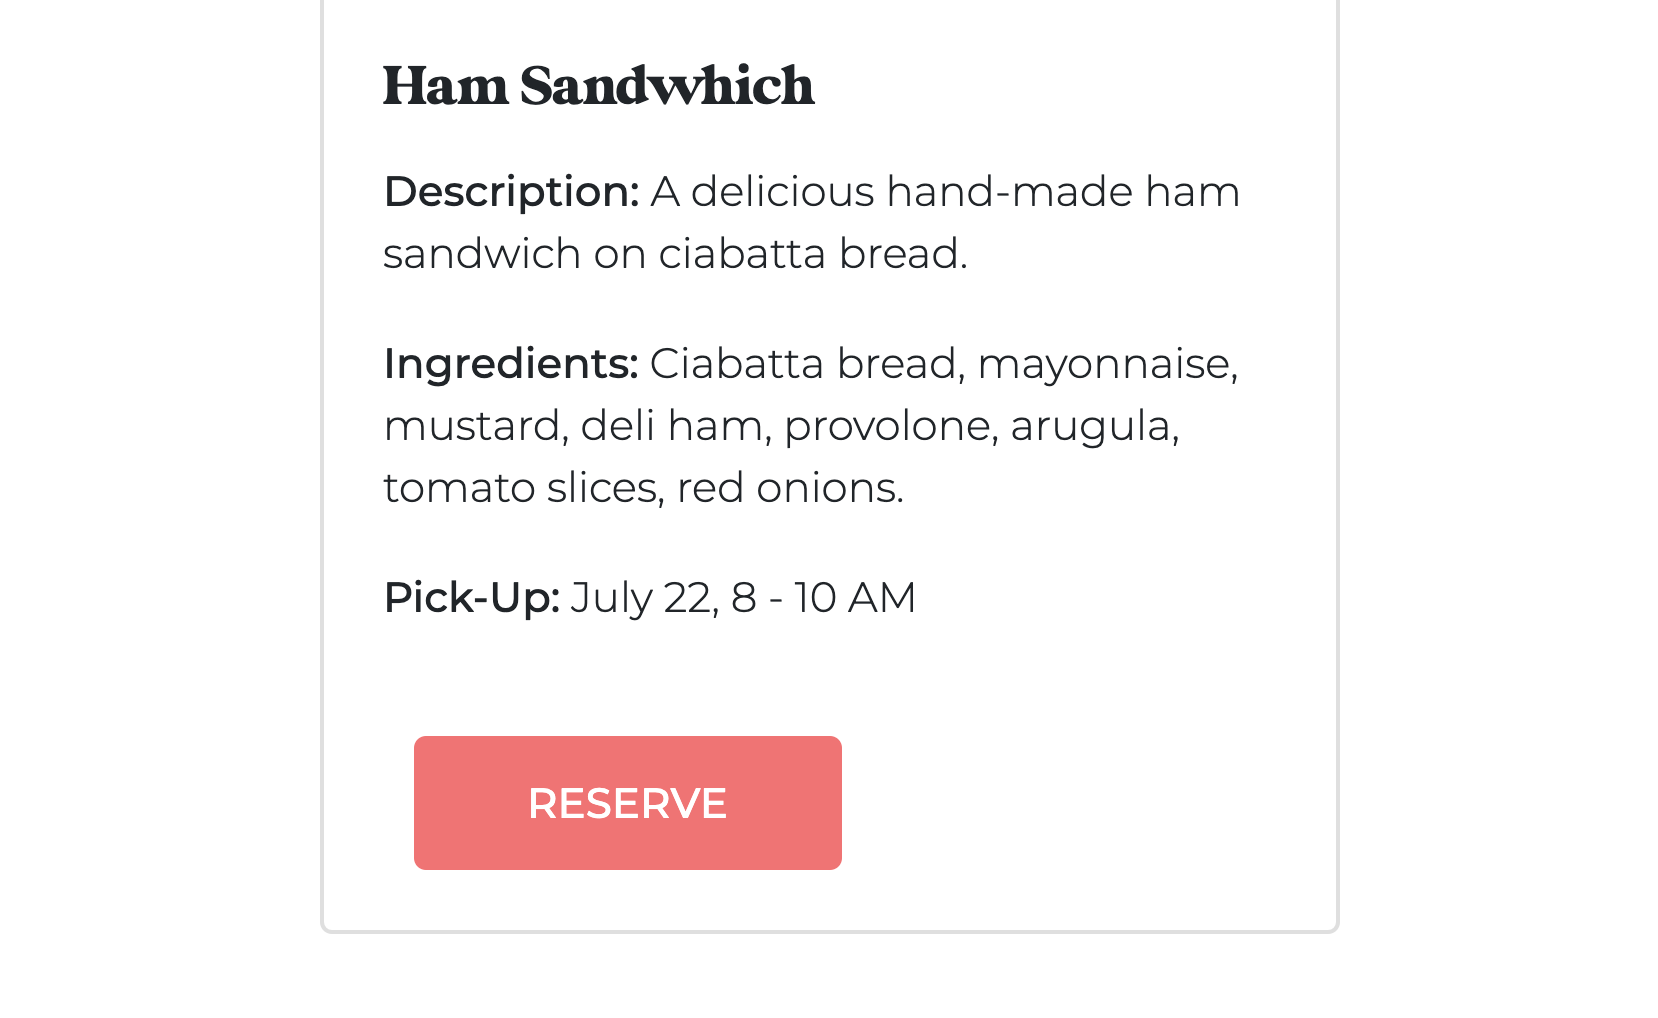 Ham Sandwhich
Description: A delicious hand-made ham
sandwich on ciabatta bread.
Ingredients: Ciabatta bread, mayonnaise,
mustard, deli ham, provolone, arugula,
tomato slices, red onions.
Pick-Up: July 22, 8 - 10 AM
RESERVE